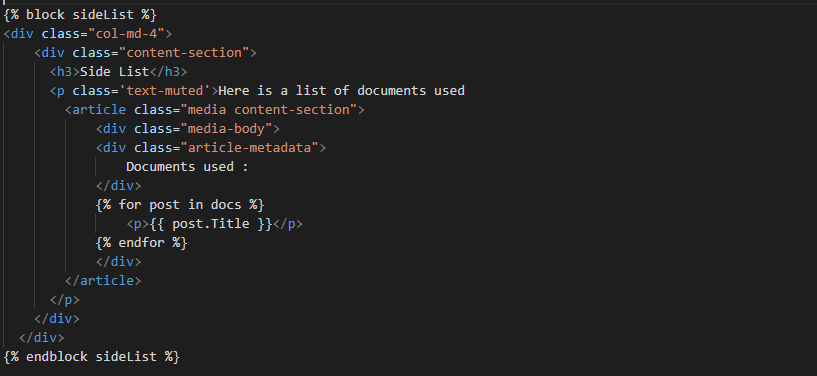 {% block sideList %}
<div class="col-md-4">
<div class="content-section">
<h3>Side List</h3>
<p class='text-muted'>Here is a list of documents used
<article class="media content-section">
<div class="media-body">
<div class="article-metadata">
Documents used :
</div>
{% for post in docs %}
<p>{{ post.Title }}</p>
{% endfor %}
</div>
</article>
</p>
</div>
</div>
{% endblock sideList %}